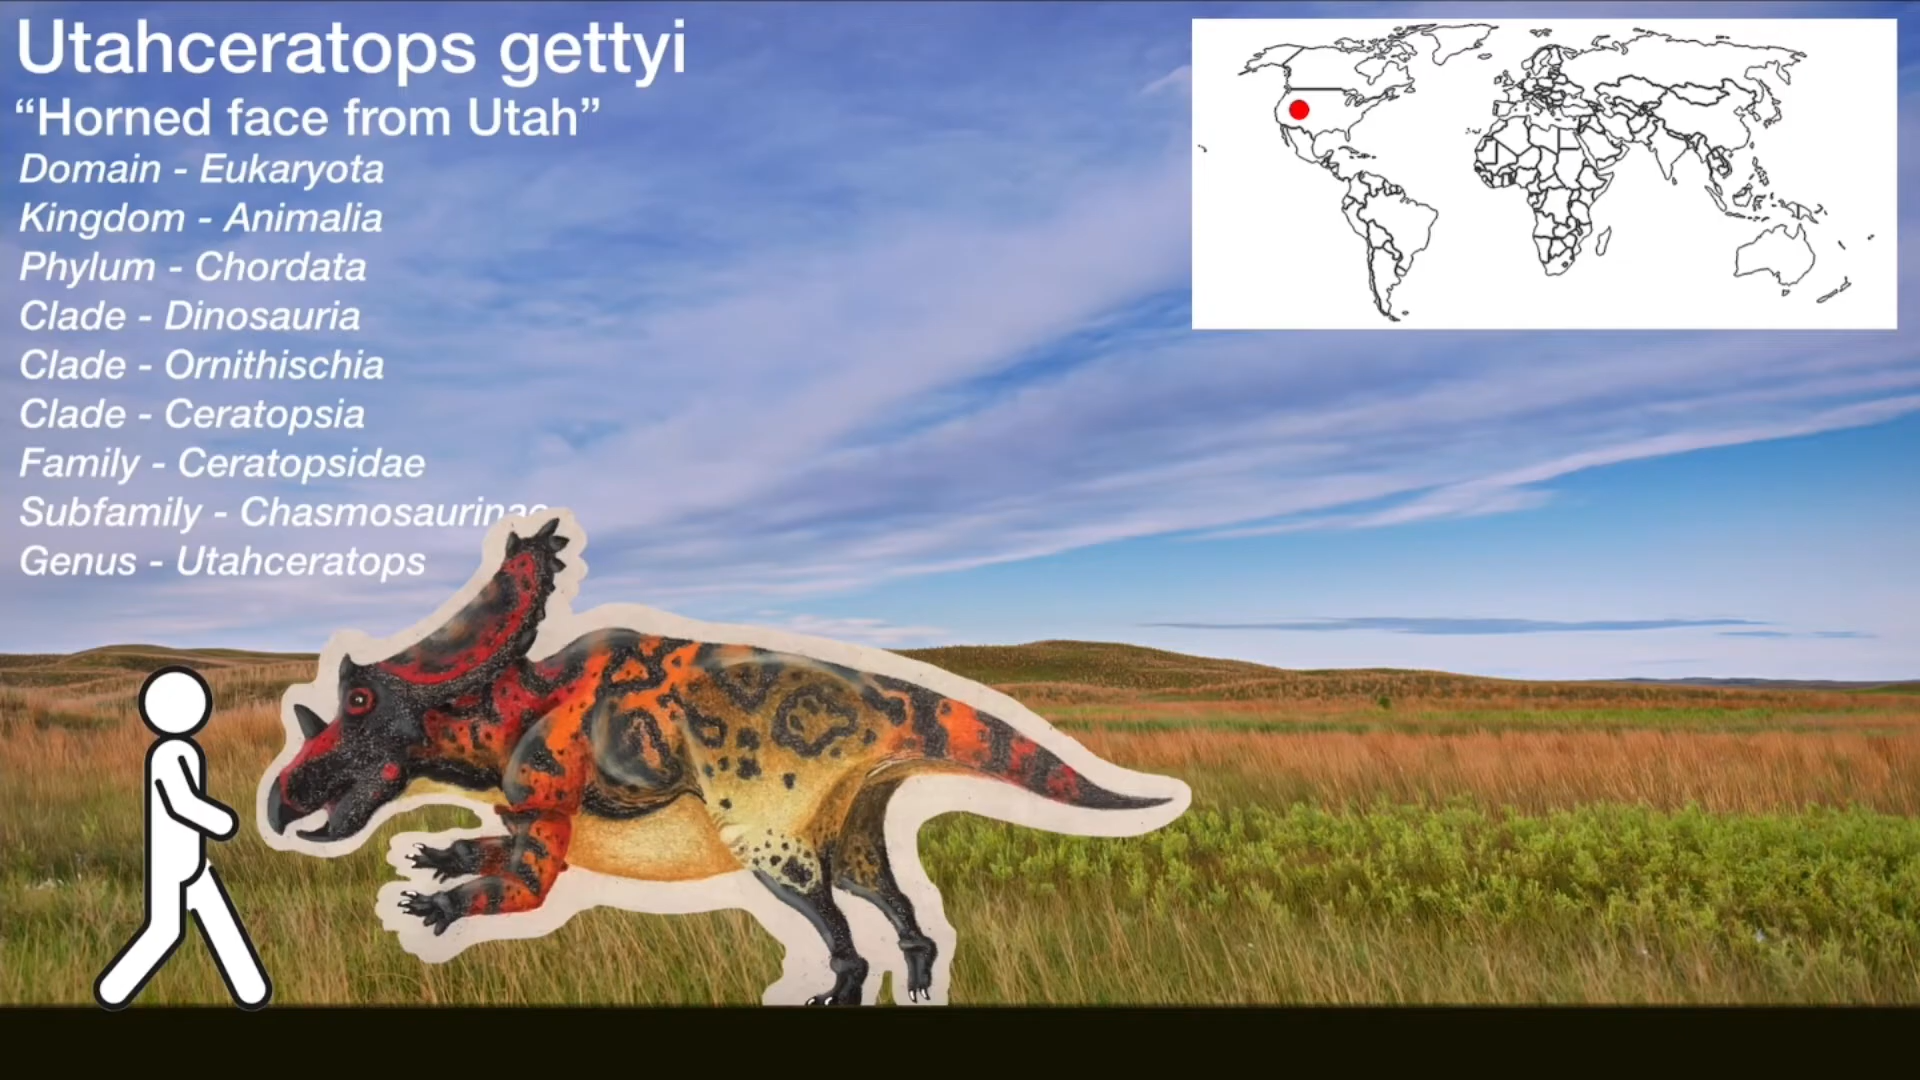 Utahceratops gettyi
“Horned face from Utah”
Domain - Eukaryota
Kingdom - Animalia
Phylum - Chordata
Clade - Dinosauria
Clade - Ornithischia
Clade - Ceratopsia
Family - Ceratopsidae
Subfamily - Chasmosaurinae
Genus - Utahceratops